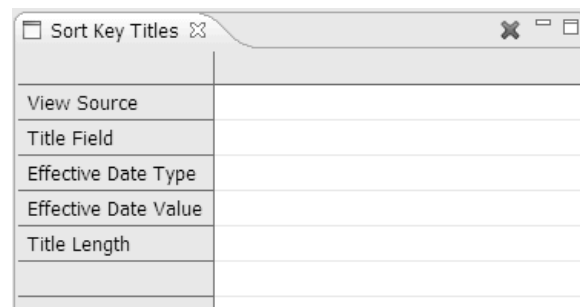 Sort Key Titles
View Source
Title Field
Effective Date Type
Effective Date Value
Title Length